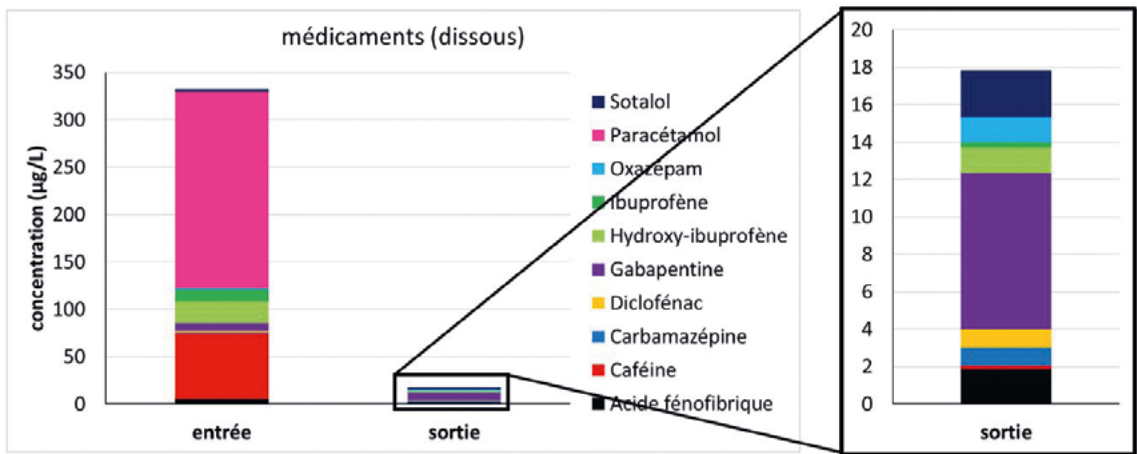 médicaments (dissous)
concentration (µg/L)
350
300
250
200
150
100
50
0
entrée
sortie
Sotalol
Paracétamol
Oxazepam
Ibuprofène
Hydroxy-ibuprofène
Gabapentine
Diclofénac
Carbamazépine
Caféine
Acide fénofibrique
20
18
16
14
12
10
8
6
4
2
0
sortie